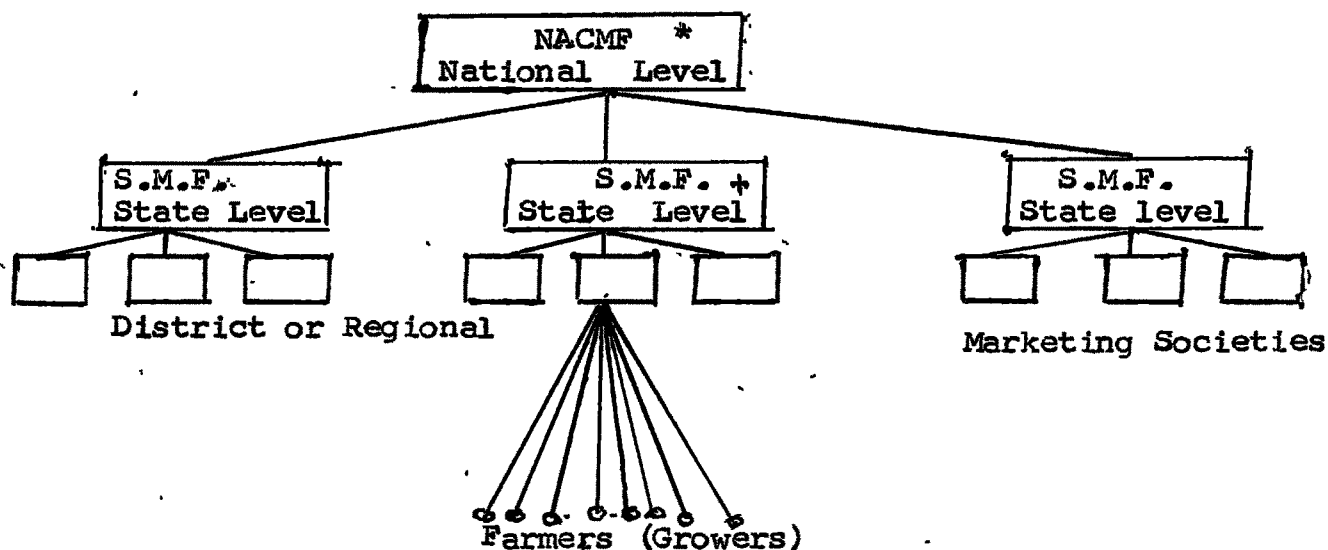 NACMF *
National Level
S.M.F.
State Level
S.M.F. +
State Level
S.M.F.
State level
District or Regional
Marketing Societies
Farmers (Growers)